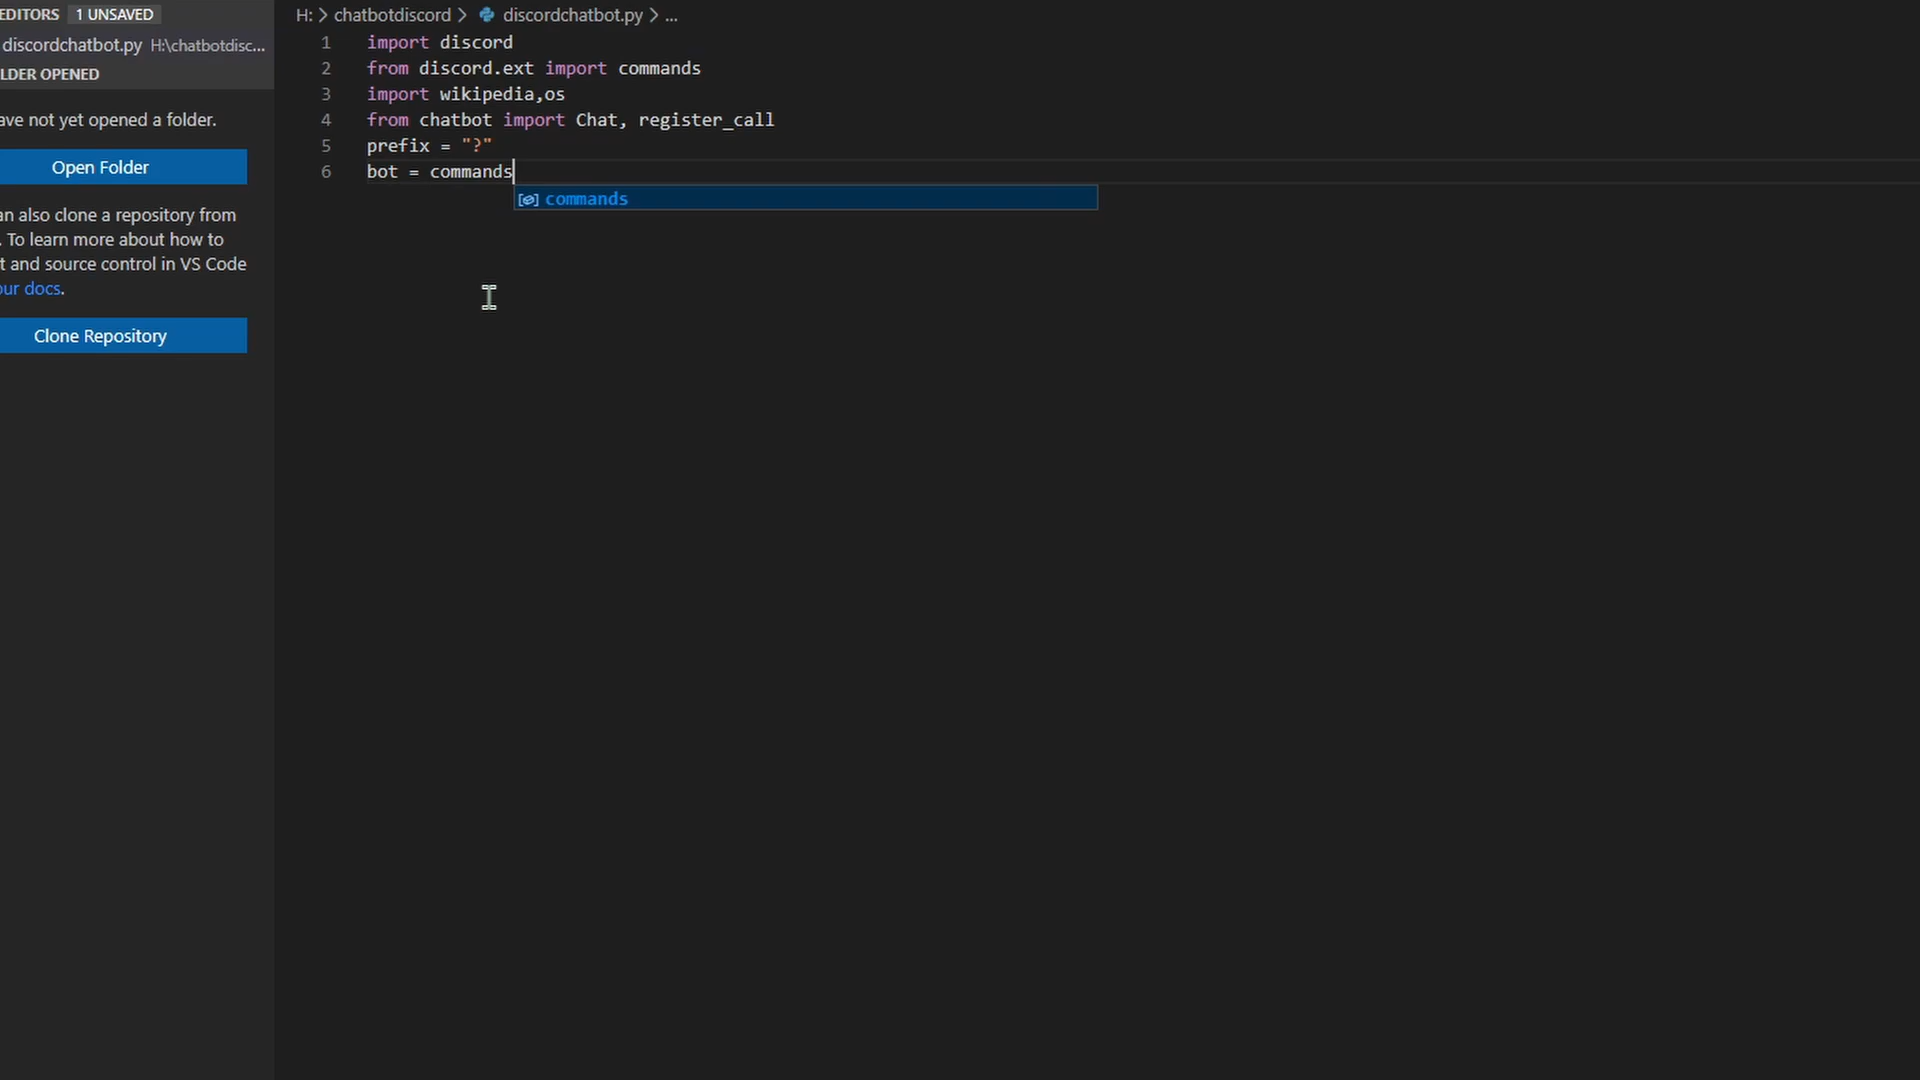 EDITORS 1 UNSAVED
discordchatbot.py H:\chatbotdisc...
LDER OPENED
ave not yet opened a folder.
Open Folder
an also clone a repository from
. To learn more about how to
t and source control in VS Code
our docs.
Clone Repository
H: > chatbotdiscord > discordchatbot.py > ...
1 import discord
2 from discord.ext import commands
3 import wikipedia,os
4 from chatbot import Chat, register_call
5 prefix = "?"
6 bot = commands
commands